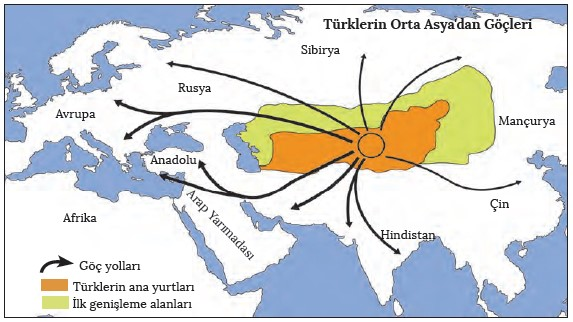 Türklerin Orta Asya'dan Göçleri
Sibirya
Rusya
Avrupa
Mançurya
Anadolu
Çin
Arap Yarımadası
Afrika
Hindistan
Göç yolları
Türklerin ana yurtları
İlk genişleme alanları